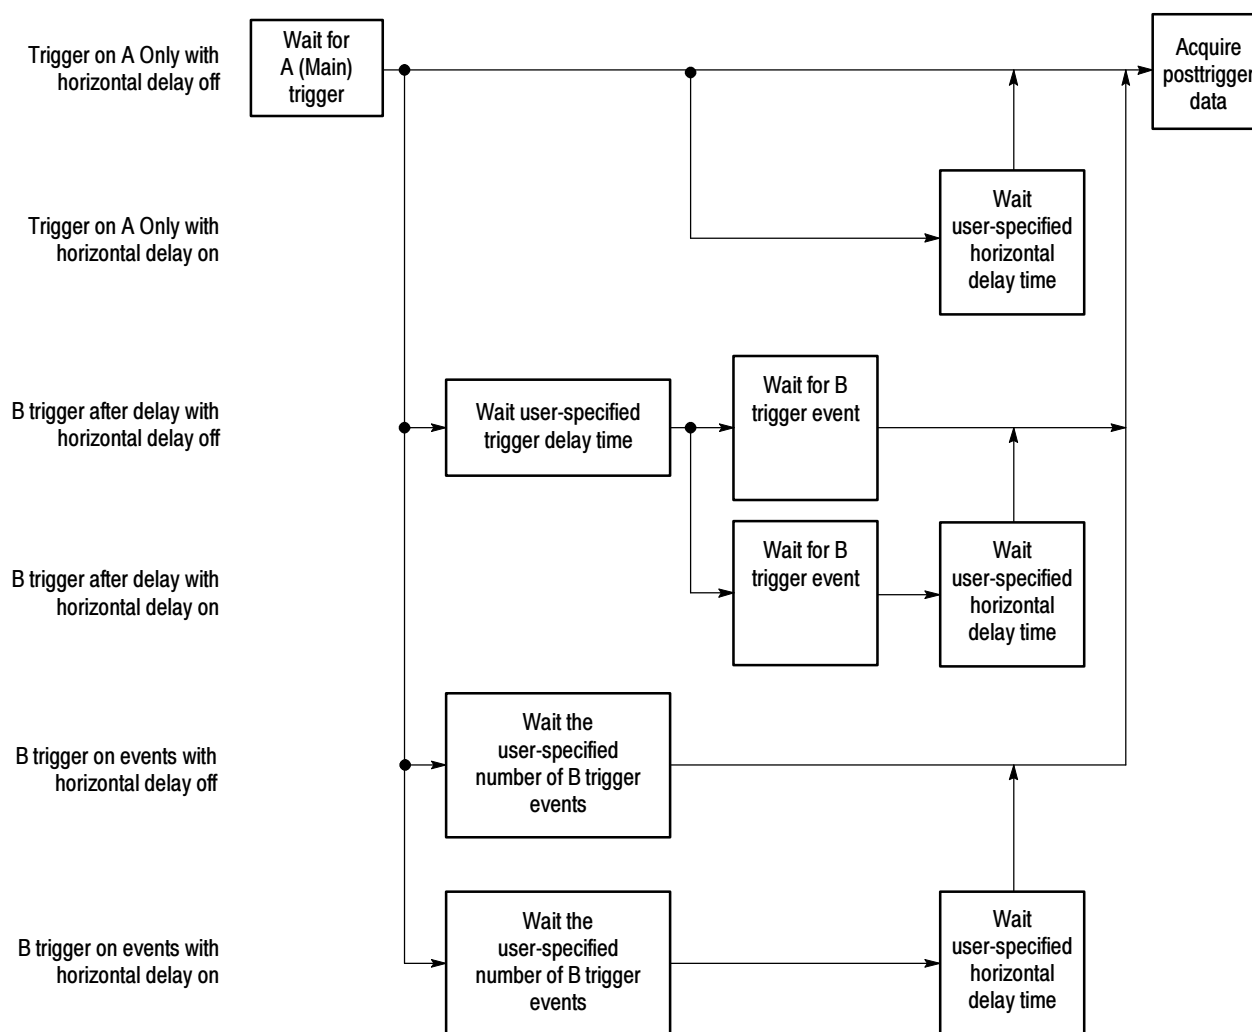 Trigger on A Only with
horizontal delay off
Wait for
A (Main)
trigger
Acquire
posttrigger
data
Trigger on A Only with
horizontal delay on
Wait
user-specified
horizontal
delay time
B trigger after delay with
horizontal delay off
Wait user-specified
trigger delay time
Wait for B
trigger event
B trigger after delay with
horizontal delay on
Wait for B
trigger event
Wait
user-specified
horizontal
delay time
B trigger on events with
horizontal delay off
Wait the
user-specified
number of B trigger
events
B trigger on events with
horizontal delay on
Wait the
user-specified
number of B trigger
events
Wait
user-specified
horizontal
delay time